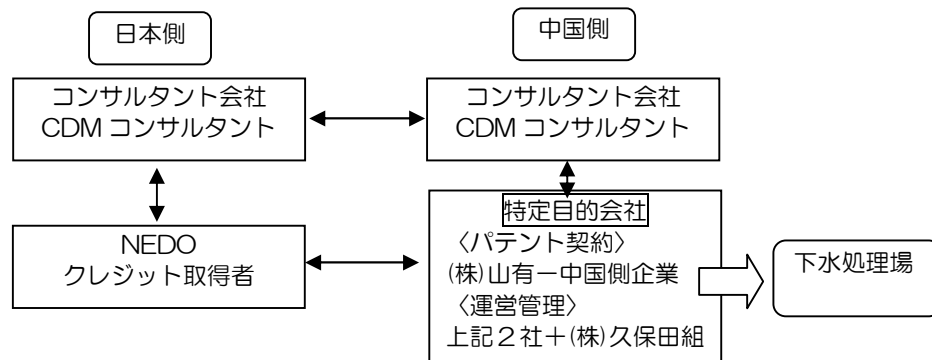 日本側
中国側
コンサルタント会社
CDM コンサルタント
コンサルタント会社
CDM コンサルタント
NEDO
クレジット取得者
特定目的会社
〈パテント契約〉
(株)山有ー中国側企業
〈運営管理〉
上記２社＋(株)久保田組
下水処理場